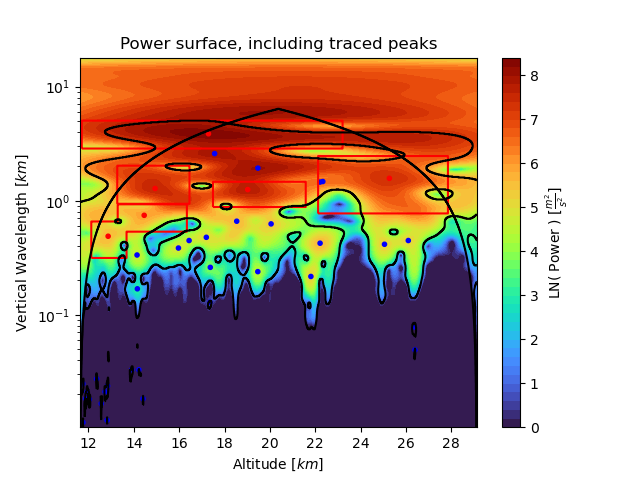 Power surface, including traced peaks
Vertical Wavelength [km]
10¹
10⁰
10⁻¹
12 14 16 18 20 22 24 26 28
Altitude [km]
8
7
6
5
4
3
2
1
0
LN( Power ) [m²/s²]